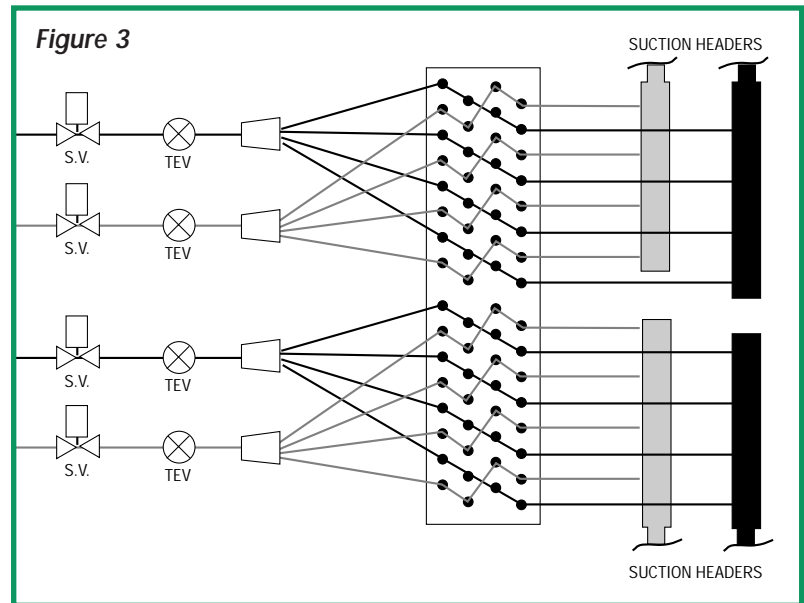 Figure 3
SUCTION HEADERS
S.V.
TEV
S.V.
TEV
S.V.
TEV
S.V.
TEV
SUCTION HEADERS